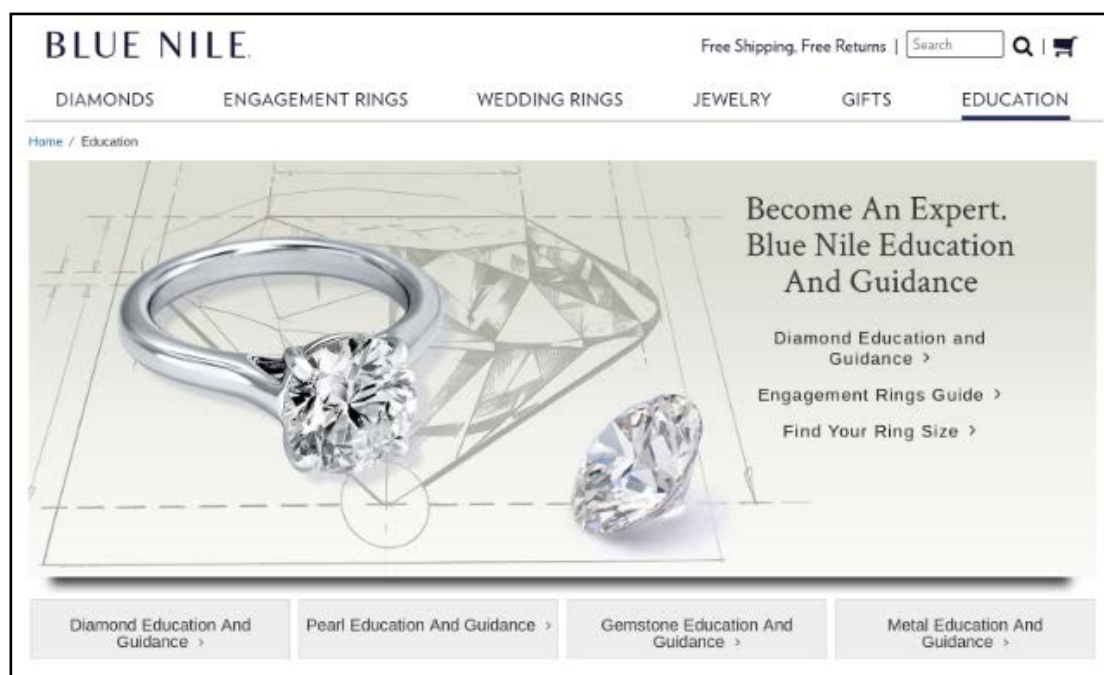 BLUE NILE
Free Shipping, Free Returns | Search |
DIAMONDS ENGAGEMENT RINGS WEDDING RINGS JEWELRY GIFTS EDUCATION
Home / Education
Become An Expert.
Blue Nile Education
And Guidance
Diamond Education and
Guidance >
Engagement Rings Guide >
Find Your Ring Size >
Diamond Education And
Guidance >
Pearl Education And Guidance >
Gemstone Education And
Guidance >
Metal Education And
Guidance >